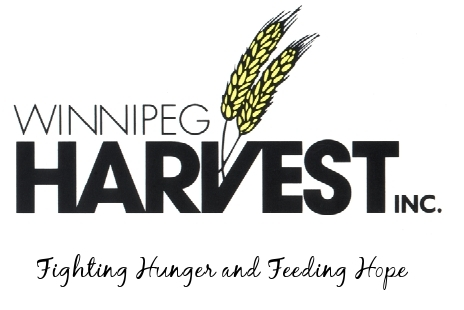 WINNIPEG
HARVEST INC.
Fighting Hunger and Feeding Hope